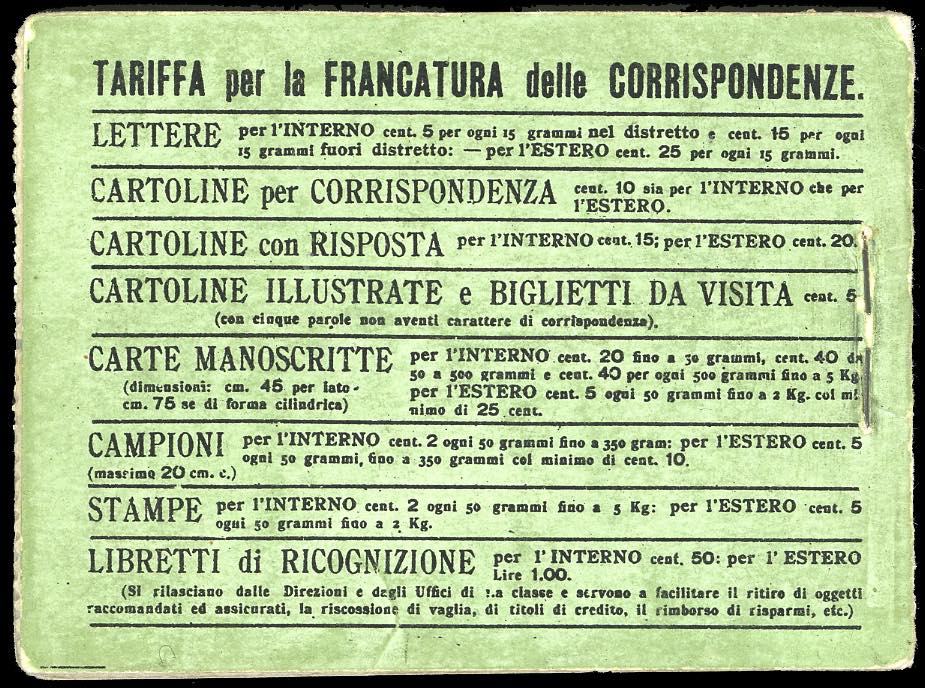 TARIFFA per la FRANCATURA delle CORRISPONDENZE.
LETTERE per l'INTERNO cent. 5 per ogni 15 grammi nel distretto e cent. 15 per ogni
15 grammi fuori distretto: — per l'ESTERO cent. 25 per ogni 15 grammi.
CARTOLINE per CORRISPONDENZA cent. 10 sia per l'INTERNO che per
l'ESTERO.
CARTOLINE con RISPOSTA per l'INTERNO cent. 15; per l'ESTERO cent. 20.
CARTOLINE ILLUSTRATE e BIGLIETTI DA VISITA cent. 5
(con cinque parole non aventi carattere di corrispondenza).
CARTE MANOSCRITTE per l'INTERNO cent. 20 fino a 50 grammi, cent. 40 da
50 a 500 grammi e cent. 40 per ogni 500 grammi fino a 5 Kg
(dimensioni: cm. 45 per lato - per l'ESTERO cent. 5 ogni 50 grammi fino a 2 Kg. col mi
cm. 75 se di forma cilindrica) nimo di 25 cent.
CAMPIONI per l'INTERNO cent. 2 ogni 50 grammi fino a 350 gram: per l'ESTERO cent. 5
ogni 50 grammi, fino a 350 grammi col minimo di cent. 10.
(massimo 20 cm. c.)
STAMPE per l'INTERNO cent. 2 ogni 50 grammi fino a 5 Kg: per l'ESTERO cent. 5
ogni 50 grammi fino a 2 Kg.
LIBRETTI di RICOGNIZIONE per l'INTERNO cent. 50: per l'ESTERO
Lire 1.00.
(Si rilasciano dalle Direzioni e dagli Uffici di classe e servono a facilitare il ritiro di oggetti
raccomandati ed assicurati, la riscossione di vaglia, di titoli di credito, il rimborso di risparmi, etc.)